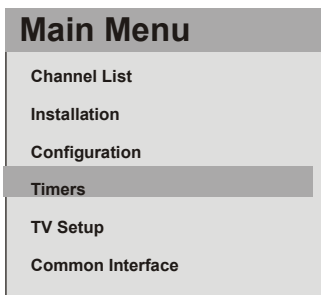 Main Menu
Channel List
Installation
Configuration
Timers
TV Setup
Common Interface